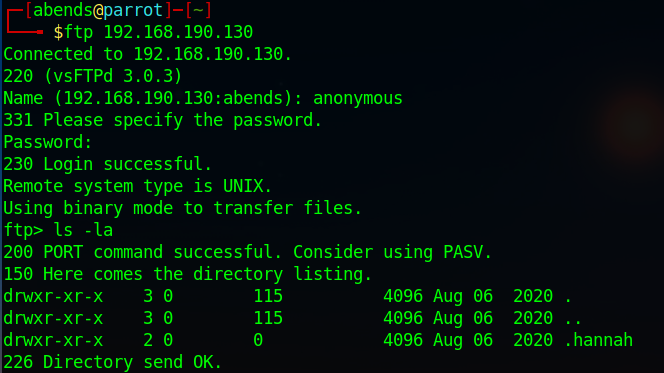 ┌─[abends@parrot]─[~]
└──╼ $ftp 192.168.190.130
Connected to 192.168.190.130.
220 (vsFTPd 3.0.3)
Name (192.168.190.130:abends): anonymous
331 Please specify the password.
Password:
230 Login successful.
Remote system type is UNIX.
Using binary mode to transfer files.
ftp> ls -la
200 PORT command successful. Consider using PASV.
150 Here comes the directory listing.
drwxr-xr-x    3 0        115          4096 Aug 06  2020 .
drwxr-xr-x    3 0        115          4096 Aug 06  2020 ..
drwxr-xr-x    2 0        0            4096 Aug 06  2020 .hannah
226 Directory send OK.